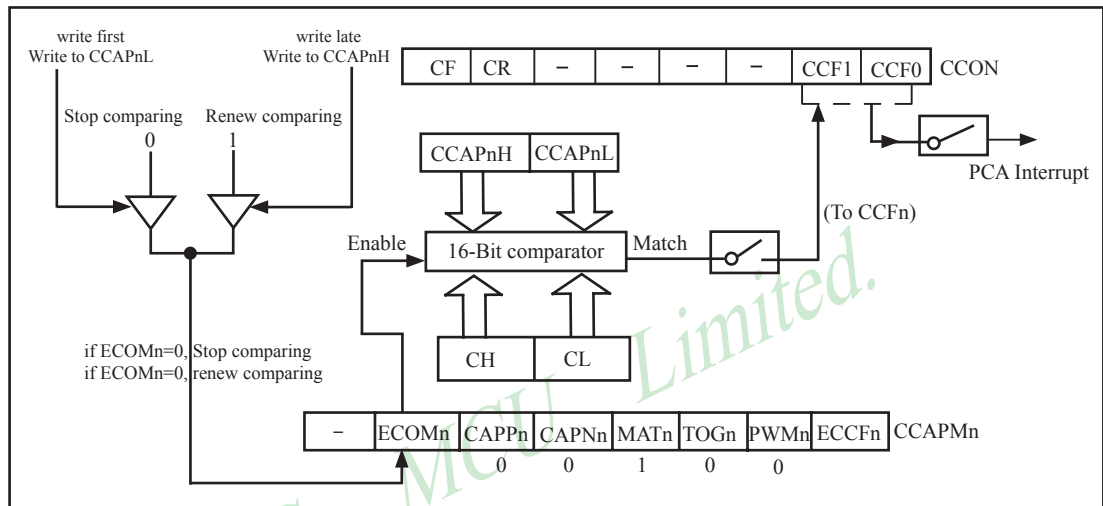 write first
Write to CCAPnL
write late
Write to CCAPnH
CF CR – – – – CCF1 CCF0 CCON
Stop comparing
0
Renew comparing
1
CCAPnH CCAPnL
PCA Interrupt
(To CCFn)
Enable
16-Bit comparator
Match
CH CL
if ECOMn=0, Stop comparing
if ECOMn=0, renew comparing
– ECOMn CAPPn CAPNn MATn TOGn PWMn ECCFn CCAPMn
0 0 1 0 0
MCU Limited.